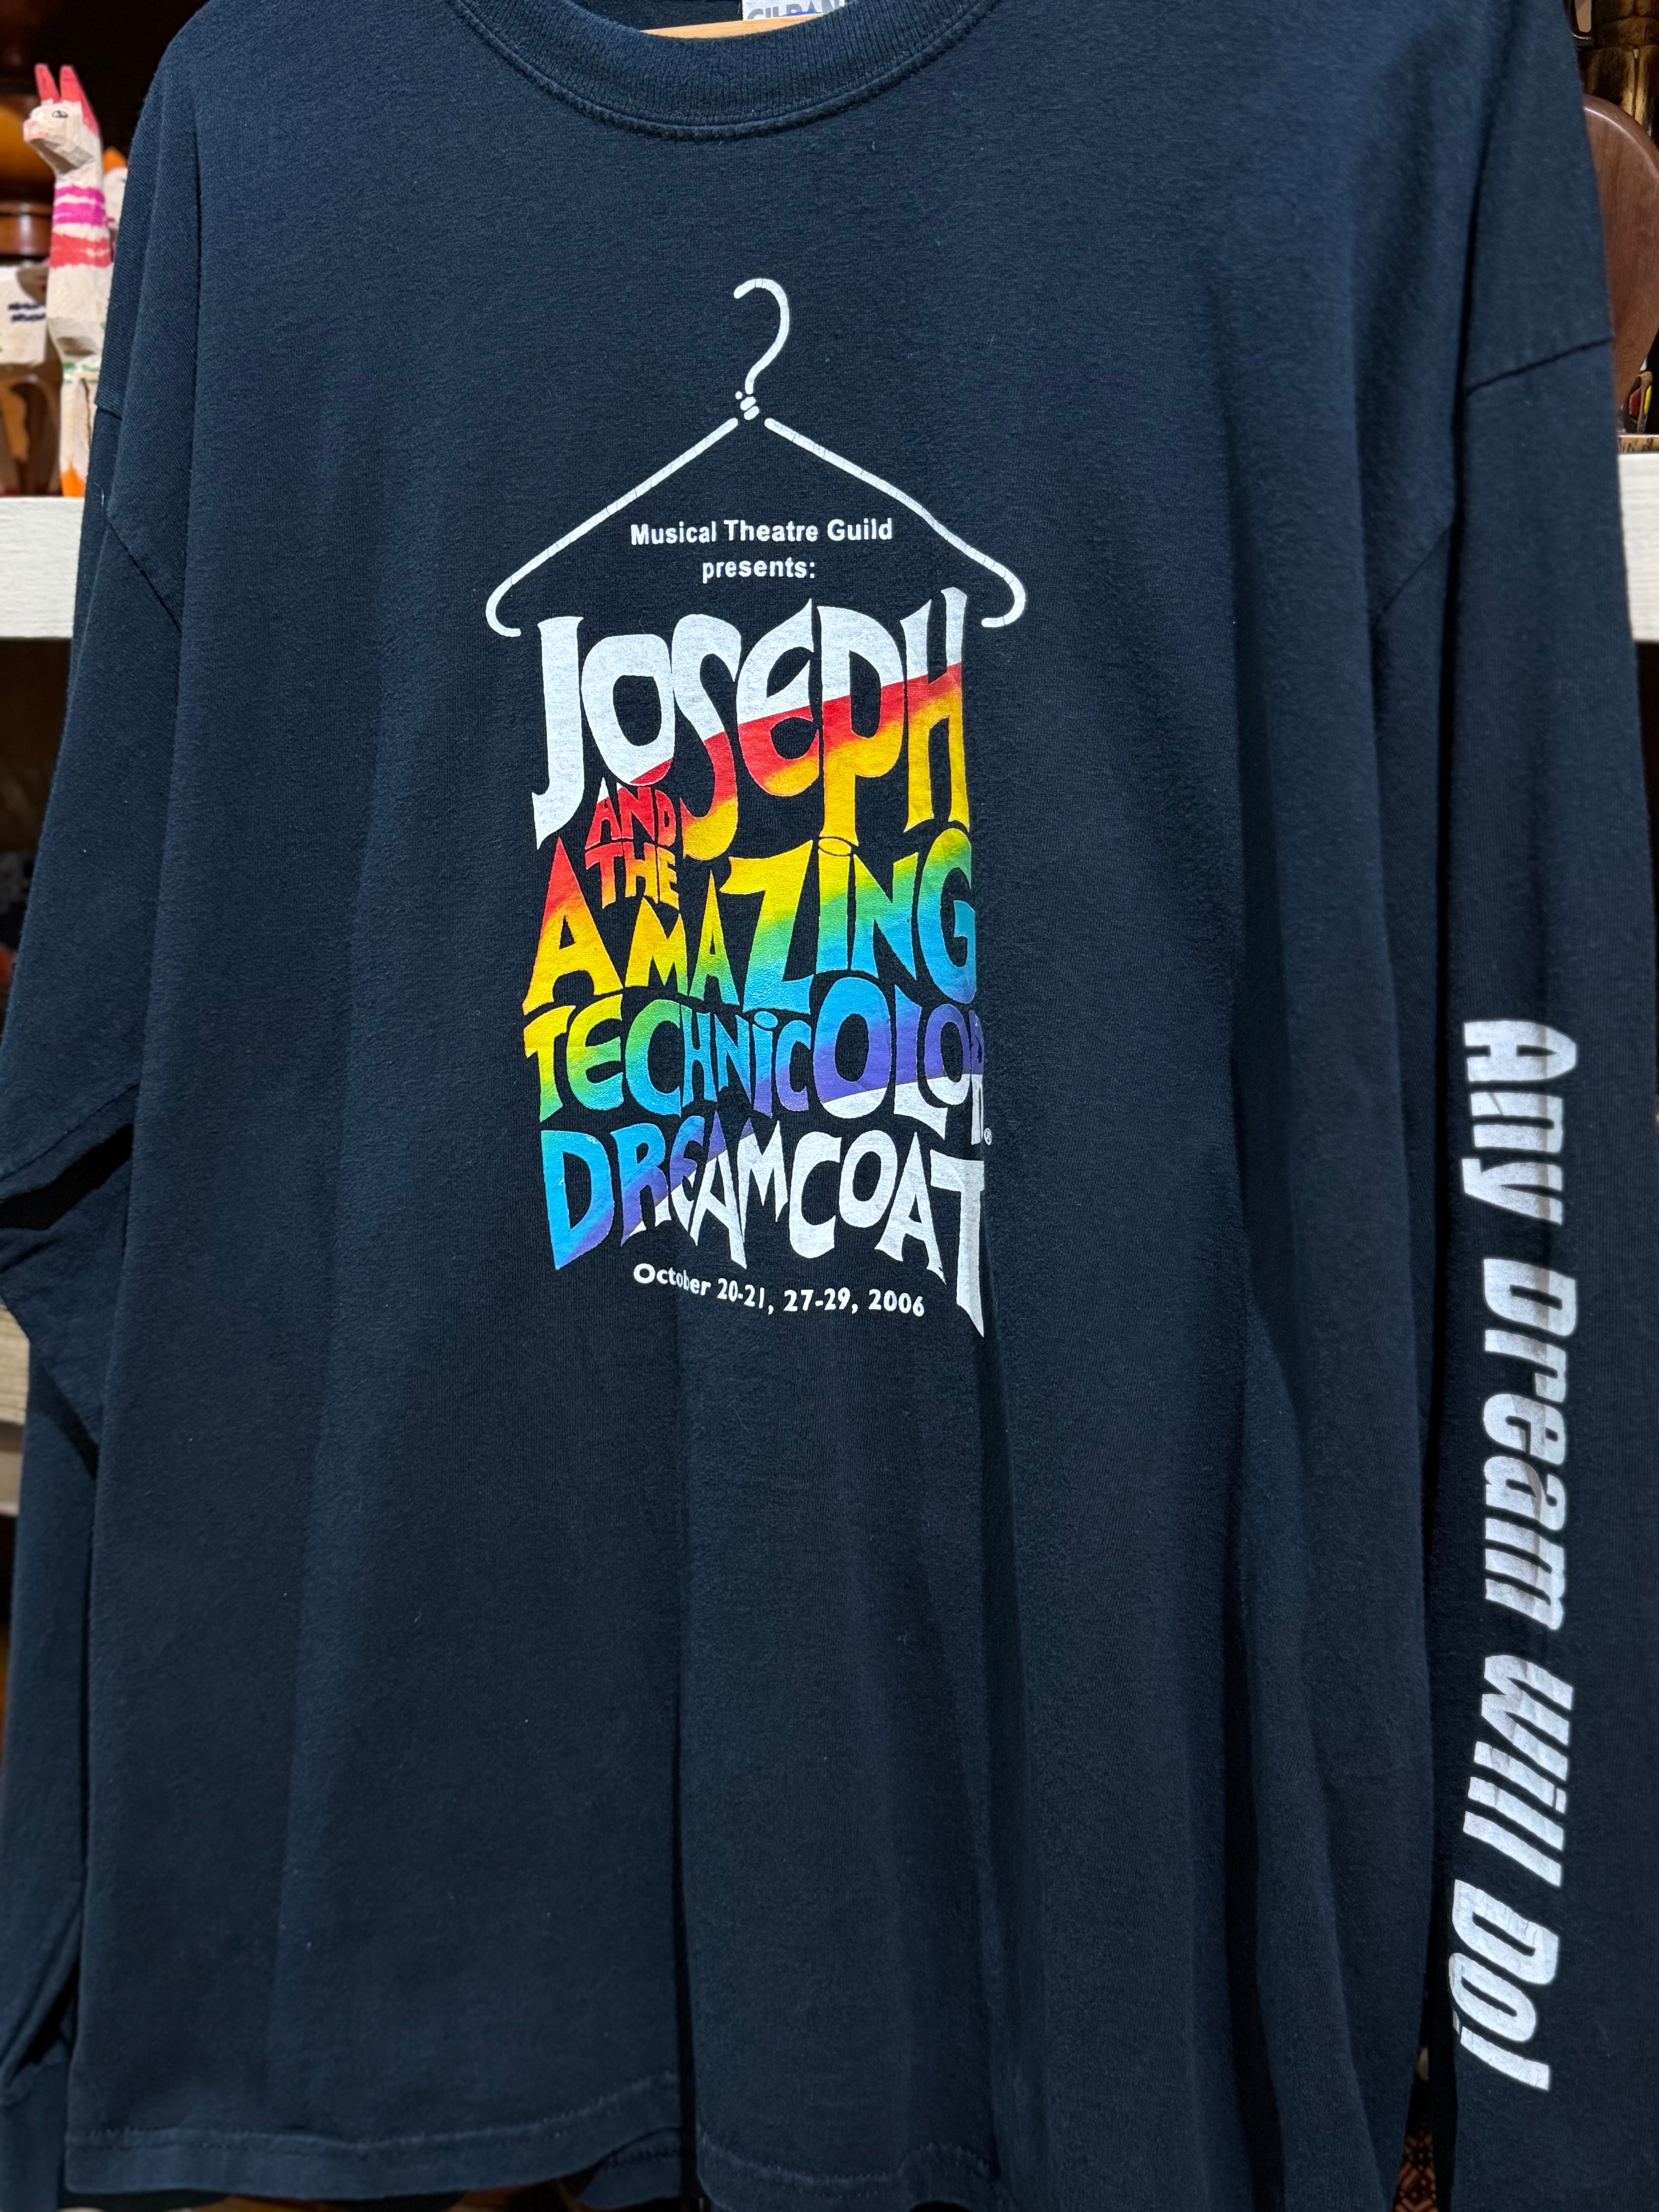 GILDAN
Musical Theatre Guild
presents:
JOSEPH
AND
THE
AMAZING
TECHNICOLOR
DREAMCOAT
®
October 20-21, 27-29, 2006
Any Dream Will Do!